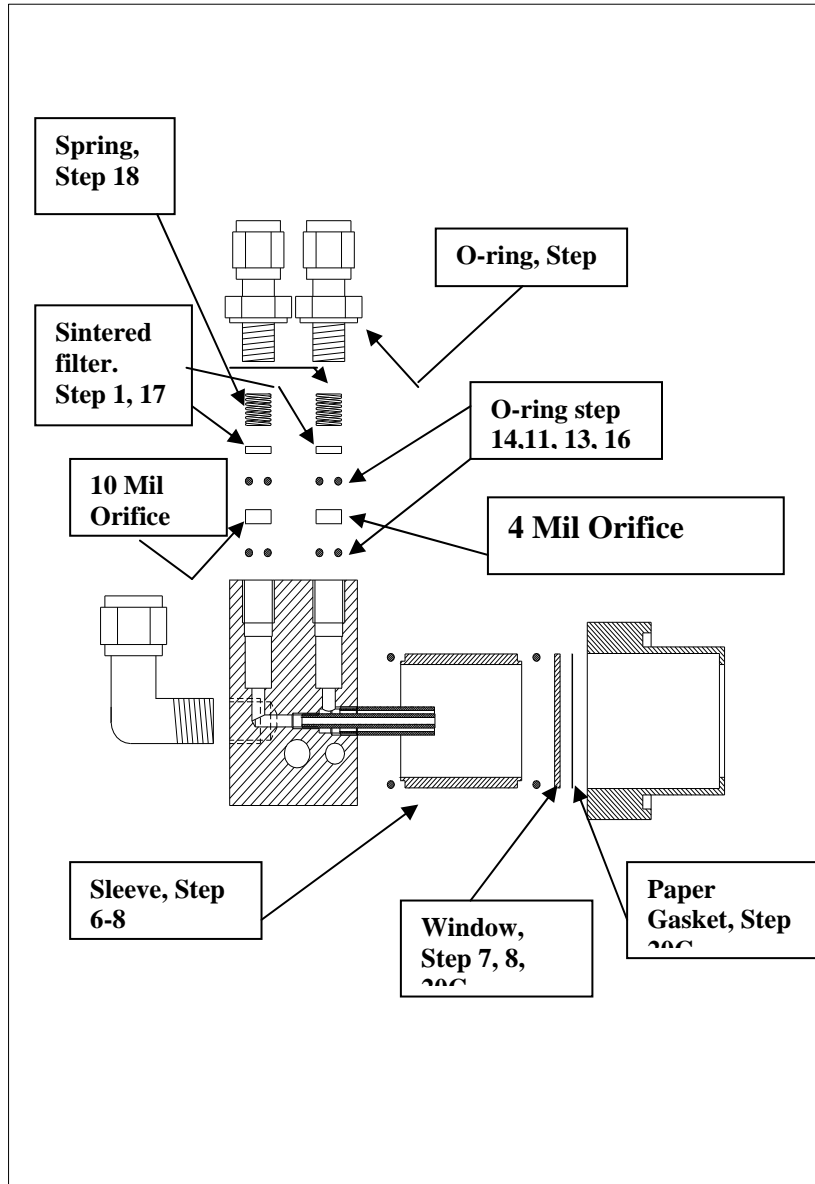 Spring,
Step 18
O-ring, Step
Sintered
filter.
Step 1, 17
O-ring step
14,11, 13, 16
10 Mil
Orifice
4 Mil Orifice
Sleeve, Step
6-8
Window,
Step 7, 8,
Paper
Gasket, Step